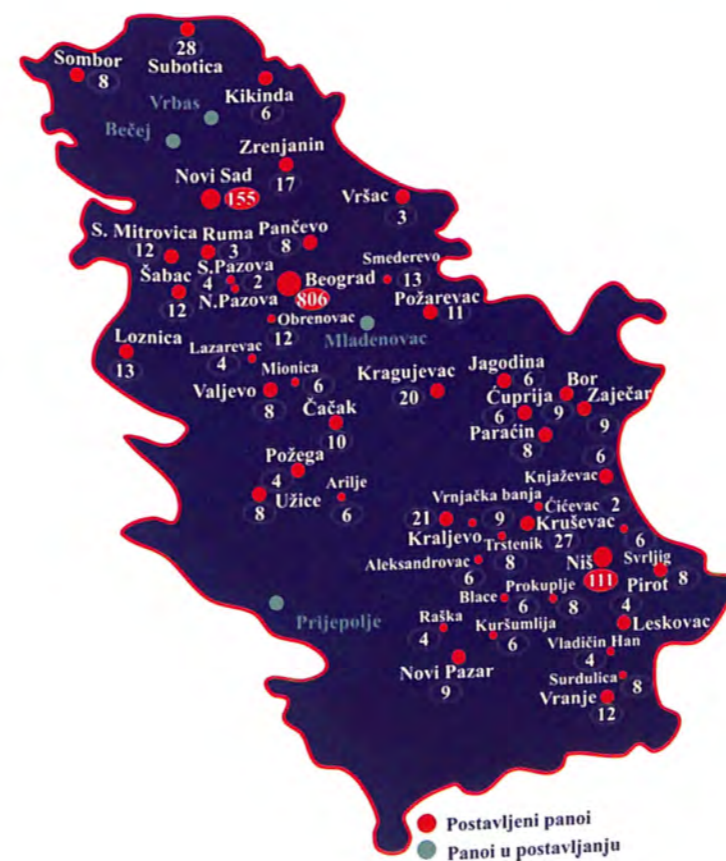 28
Subotica
Sombor
8
Kikinda
6
Vrbas
Bečej
Zrenjanin
17
Novi Sad
155
Vršac
3
S. Mitrovica
12
Ruma
3
Pančevo
8
S.Pazova
4
2
N.Pazova
Šabac
12
Beograd
806
Smederevo
13
Požarevac
11
Obrenovac
12
Mladenovac
Loznica
13
Lazarevac
4
Mionica
6
Valjevo
8
Kragujevac
20
Jagodina
6
Bor
9
Ćuprija
6
Zaječar
9
Čačak
10
Paraćin
8
Požega
4
Užice
8
Arilje
6
6
Knjaževac
Vrnjačka banja
9
Ćićevac
2
21
Kraljevo
Kruševac
27
Trstenik
8
6
Svrljig
Aleksandrovac
6
Niš
111
Pirot
8
Blace
6
Prokuplje
8
4
Leskovac
Raška
4
Kuršumlija
6
Vladičin Han
4
Novi Pazar
9
Surdulica
8
Vranje
12
Postavljeni panoi
Panoi u postavljanju